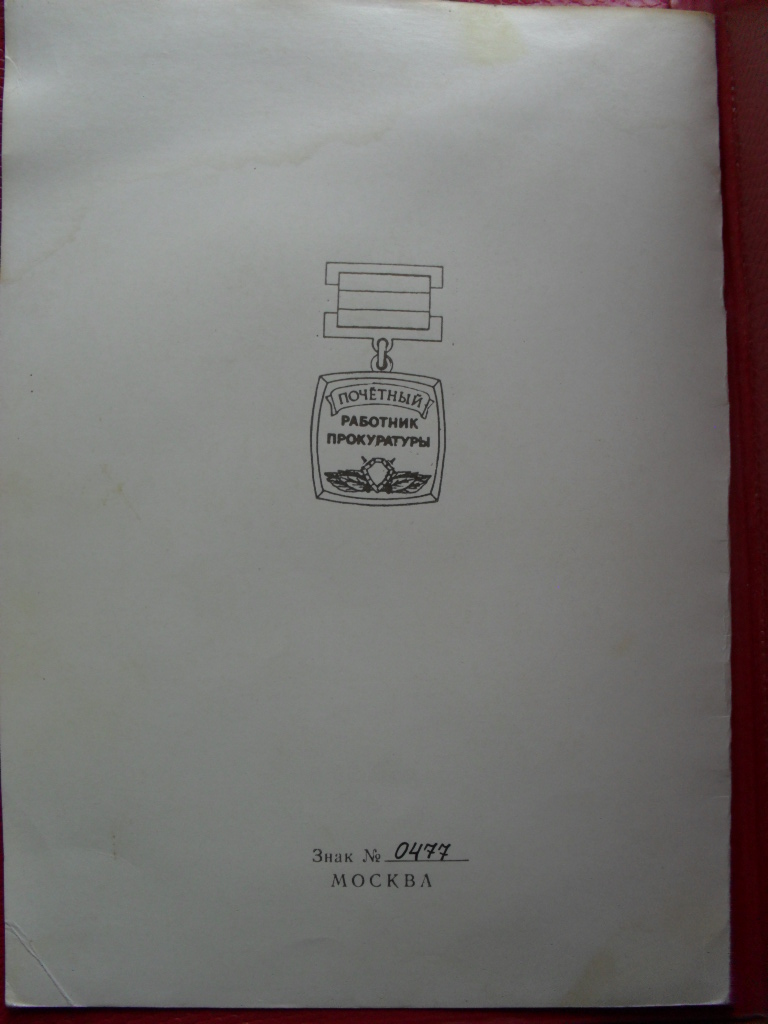 ПОЧЁТНЫЙ
РАБОТНИК
ПРОКУРАТУРЫ
Знак № 0477
МОСКВА